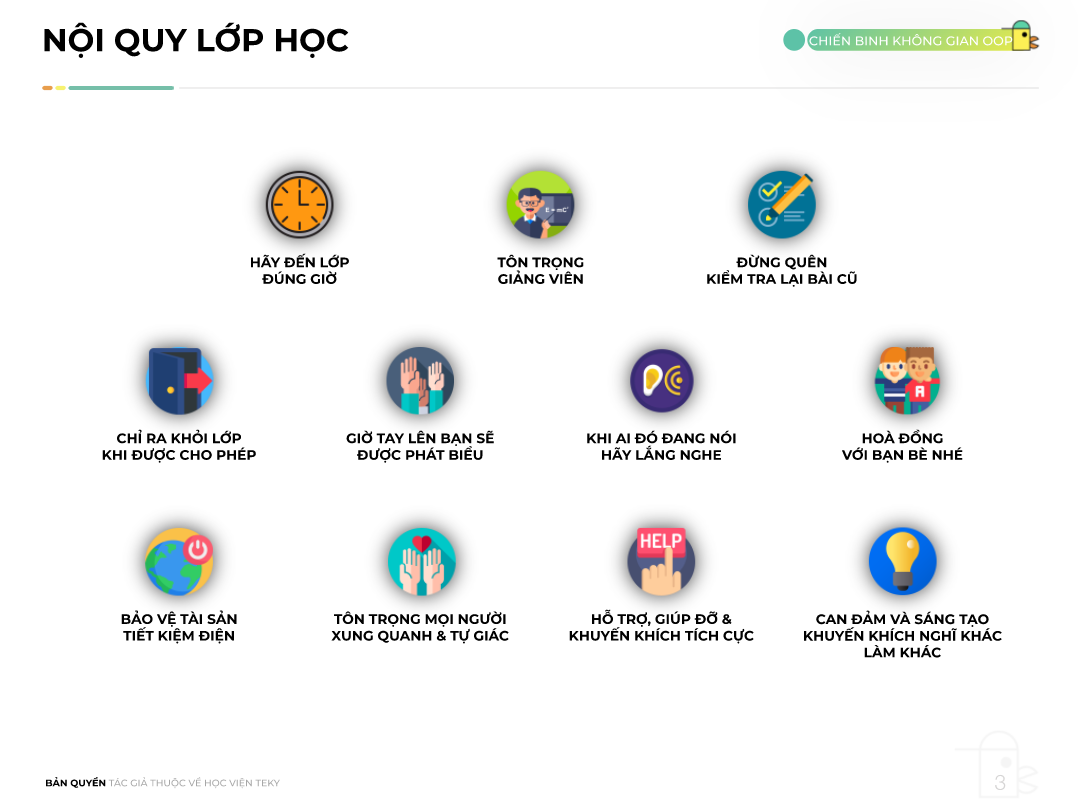 NỘI QUY LỚP HỌC
CHIẾN BINH KHÔNG GIAN OOP
E = mc²
HÃY ĐẾN LỚP
ĐÚNG GIỜ
TÔN TRỌNG
GIẢNG VIÊN
ĐỪNG QUÊN
KIỂM TRA LẠI BÀI CŨ
A
CHỈ RA KHỎI LỚP
KHI ĐƯỢC CHO PHÉP
GIỜ TAY LÊN BẠN SẼ
ĐƯỢC PHÁT BIỂU
KHI AI ĐÓ ĐANG NÓI
HÃY LẮNG NGHE
HOÀ ĐỒNG
VỚI BẠN BÈ NHÉ
HELP
BẢO VỆ TÀI SẢN
TIẾT KIỆM ĐIỆN
TÔN TRỌNG MỌI NGƯỜI
XUNG QUANH & TỰ GIÁC
HỖ TRỢ, GIÚP ĐỠ &
KHUYẾN KHÍCH TÍCH CỰC
CAN ĐẢM VÀ SÁNG TẠO
KHUYẾN KHÍCH NGHĨ KHÁC
LÀM KHÁC
BẢN QUYỀN TÁC GIẢ THUỘC VỀ HỌC VIỆN TEKY
3